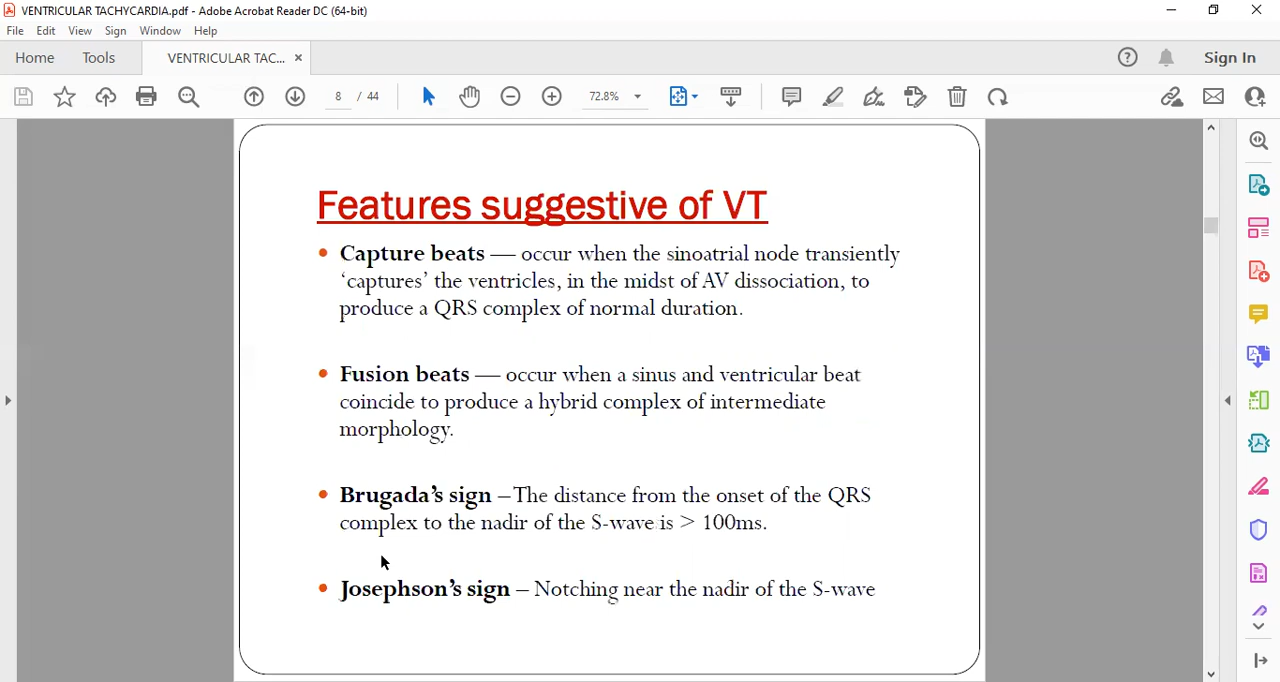 VENTRICULAR TACHYCARDIA.pdf - Adobe Acrobat Reader DC (64-bit)
File Edit View Sign Window Help
Home Tools VENTRICULAR TAC... × Sign In
8 / 44 72.8%
Features suggestive of VT
• Capture beats — occur when the sinoatrial node transiently
‘captures’ the ventricles, in the midst of AV dissociation, to
produce a QRS complex of normal duration.
• Fusion beats — occur when a sinus and ventricular beat
coincide to produce a hybrid complex of intermediate
morphology.
• Brugada’s sign –The distance from the onset of the QRS
complex to the nadir of the S-wave is > 100ms.
• Josephson’s sign – Notching near the nadir of the S-wave